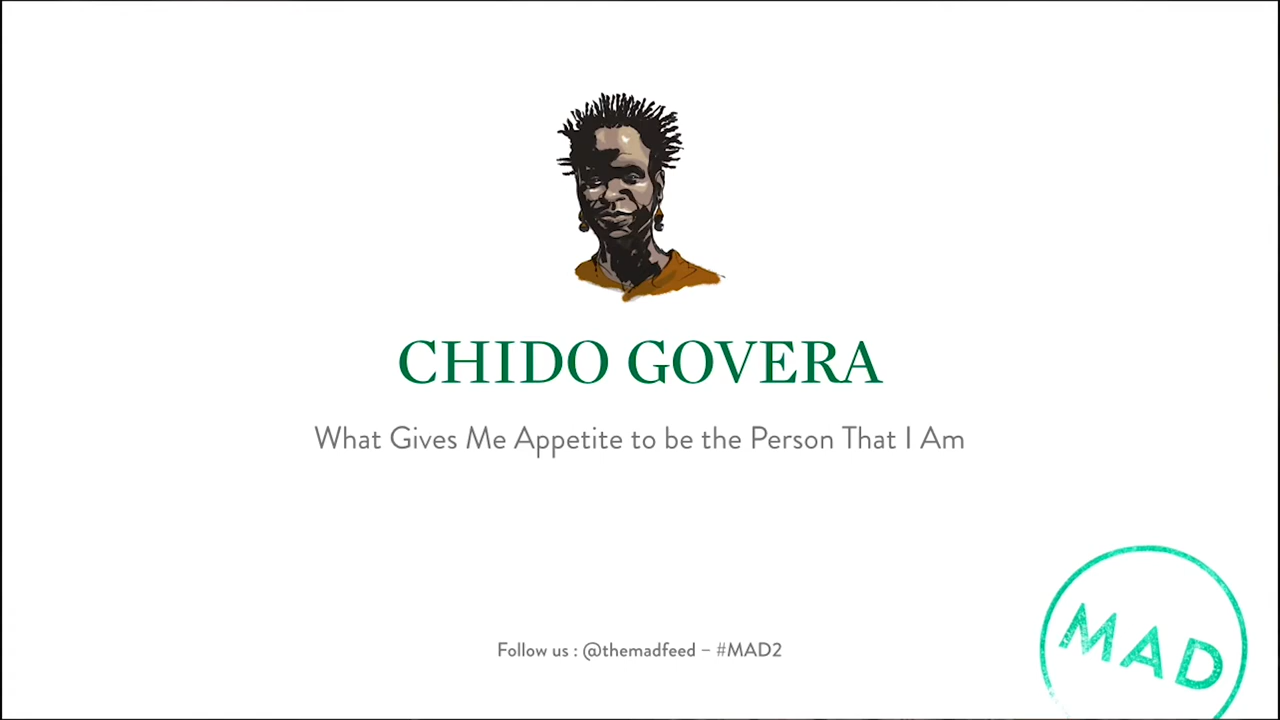 CHIDO GOVERA
What Gives Me Appetite to be the Person That I Am
Follow us : @themadfeed – #MAD2
MAD